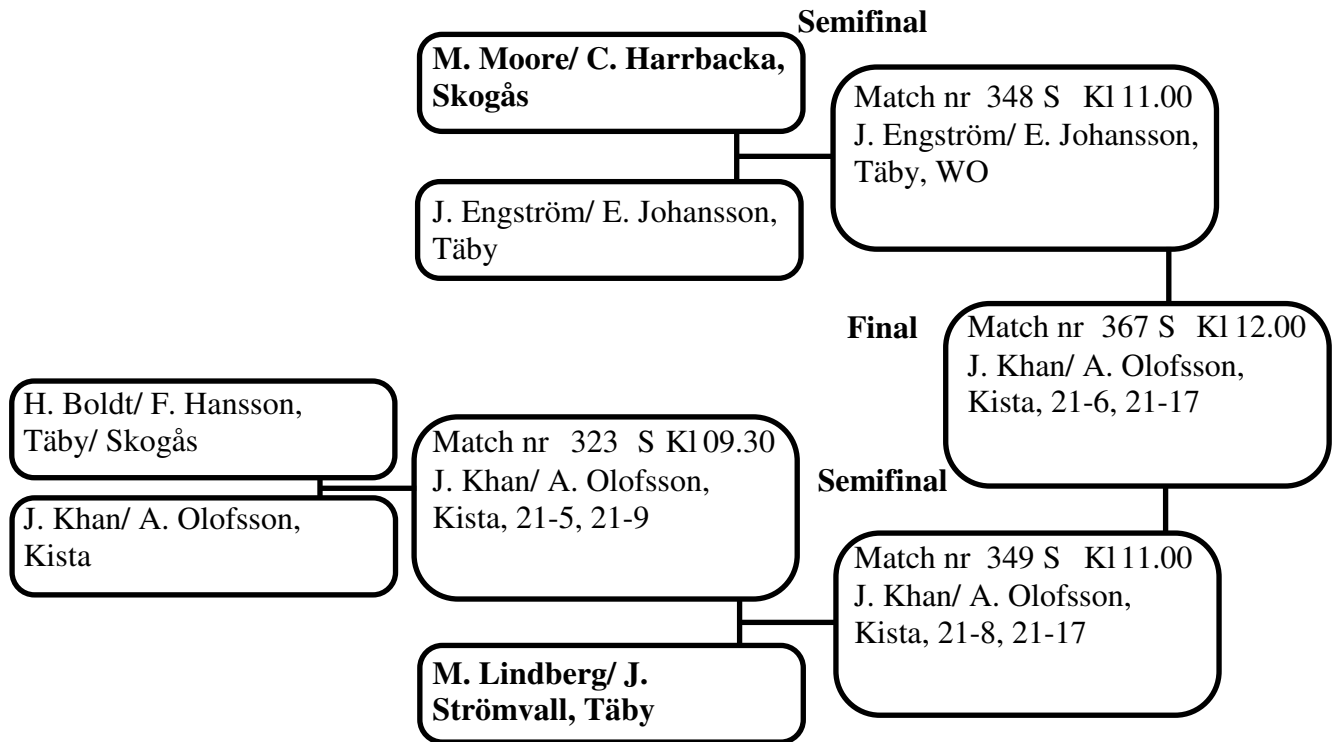 Semifinal
M. Moore/ C. Harrbacka,
Skogås
Match nr 348 S Kl 11.00
J. Engström/ E. Johansson,
Täby, WO
J. Engström/ E. Johansson,
Täby
Final
Match nr 367 S Kl 12.00
J. Khan/ A. Olofsson,
Kista, 21-6, 21-17
H. Boldt/ F. Hansson,
Täby/ Skogås
Match nr 323 S Kl 09.30
J. Khan/ A. Olofsson,
Kista, 21-5, 21-9
Semifinal
J. Khan/ A. Olofsson,
Kista
Match nr 349 S Kl 11.00
J. Khan/ A. Olofsson,
Kista, 21-8, 21-17
M. Lindberg/ J.
Strömvall, Täby